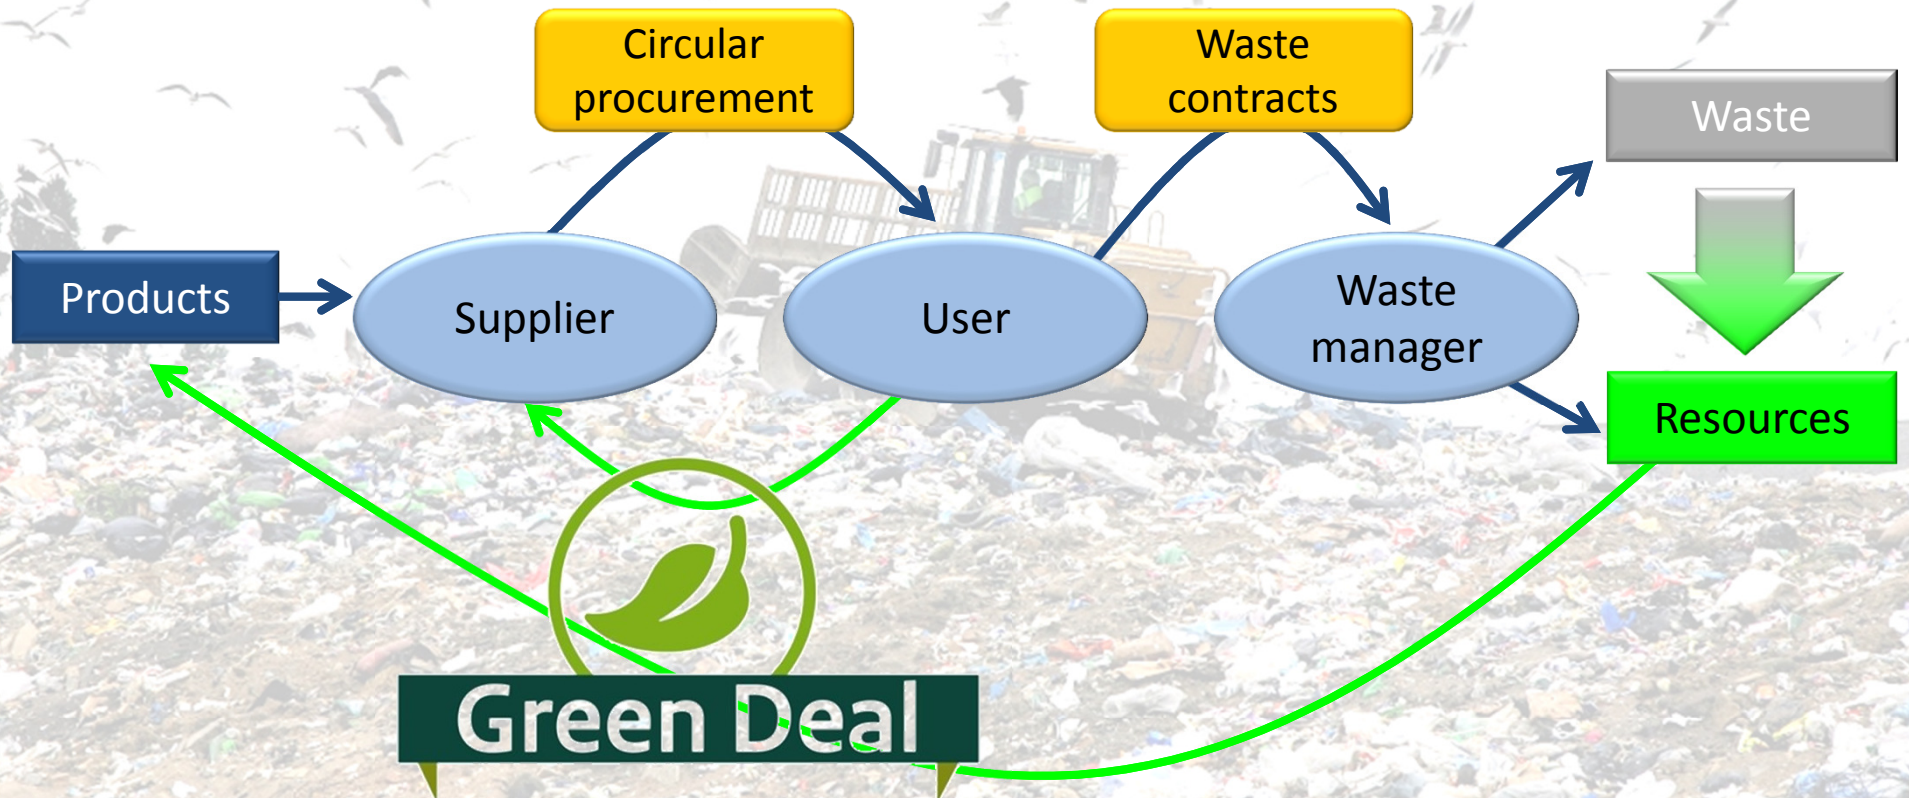 Circular
procurement
Waste
contracts
Waste
Products
Supplier
User
Waste
manager
Resources
Green Deal